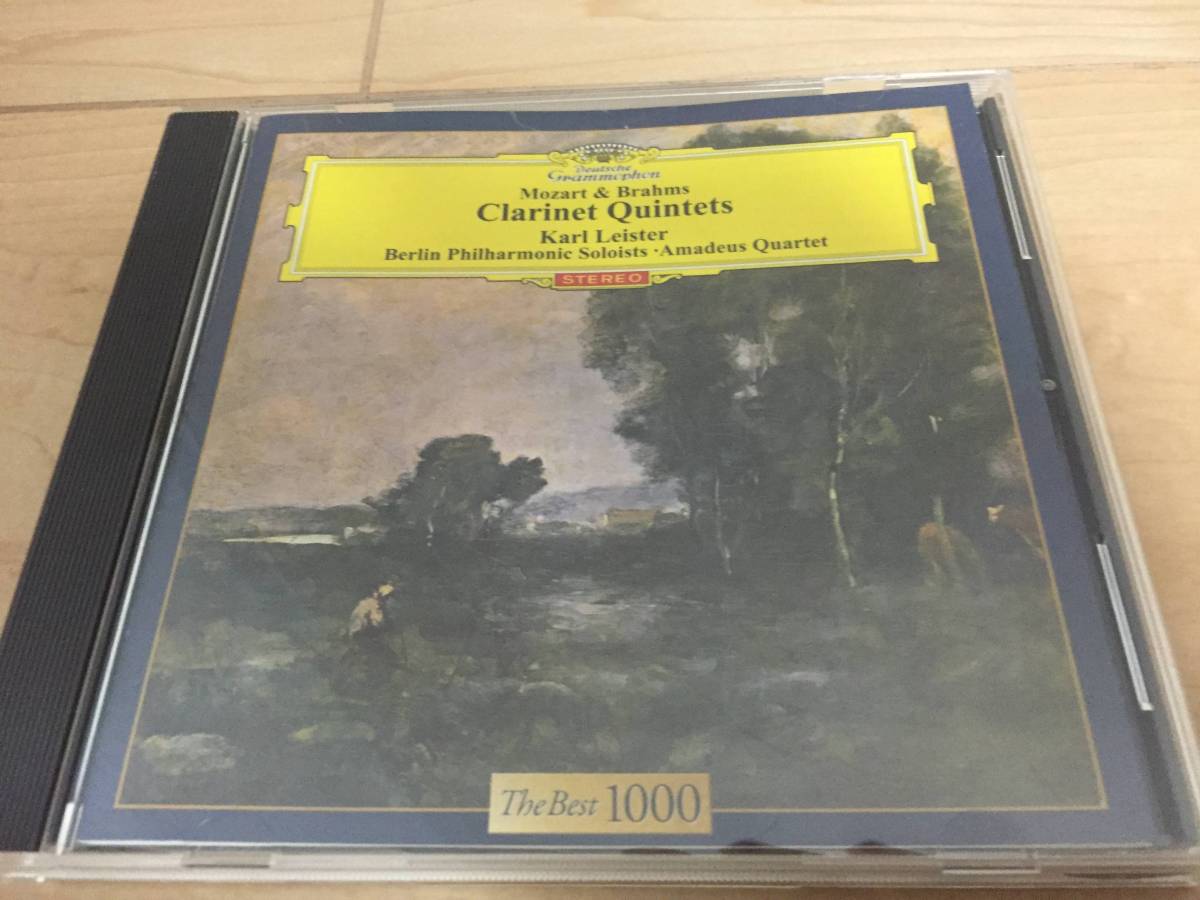 Deutsche
Grammophon
Mozart & Brahms
Clarinet Quintets
Karl Leister
Berlin Philharmonic Soloists · Amadeus Quartet
STEREO
The Best 1000